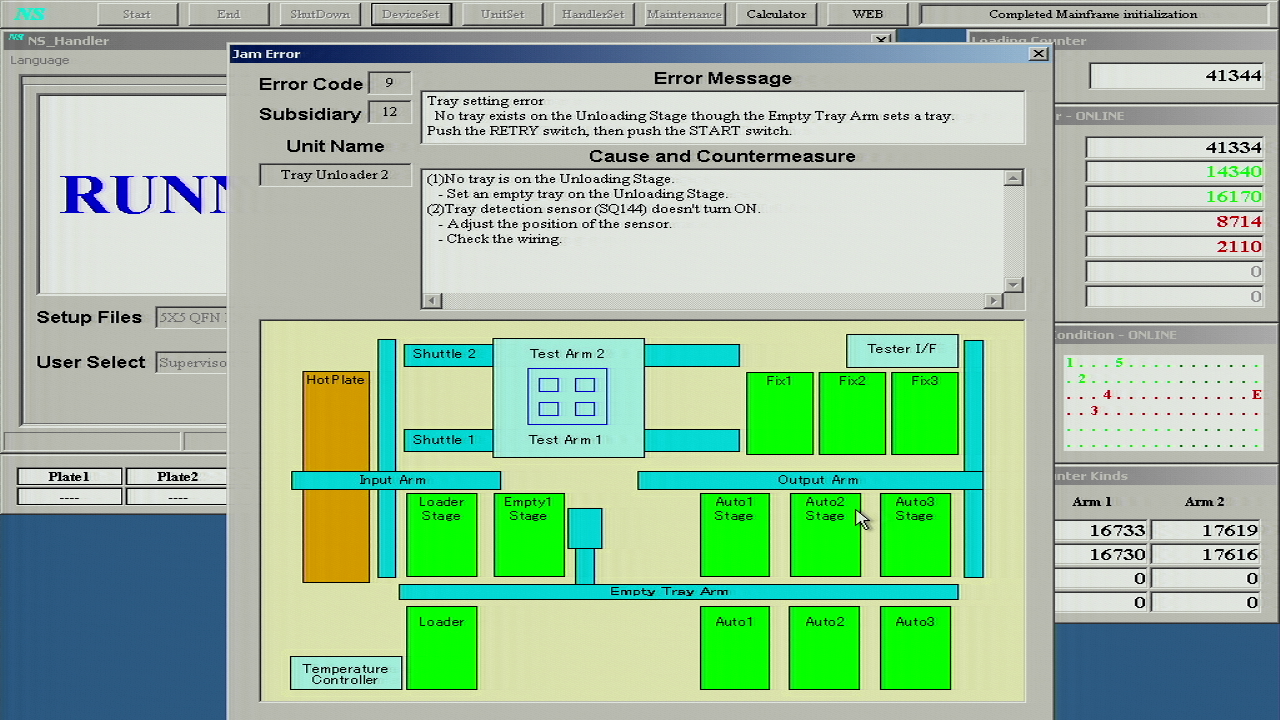 NS
Start
End
ShutDown
DeviceSet
UnitSet
HandlerSet
Maintenance
Calculator
WEB
Completed Mainframe initialization
NS NS_Handler
Language
Jam Error
Loading Counter
41344
Error Code 9
Subsidiary 12
Unit Name
Tray Unloader 2
Error Message
Tray setting error
No tray exists on the Unloading Stage though the Empty Tray Arm sets a tray.
Push the RETRY switch, then push the START switch.
Cause and Countermeasure
(1)No tray is on the Unloading Stage.
- Set an empty tray on the Unloading Stage.
(2)Tray detection sensor (SQ144) doesn't turn ON.
- Adjust the position of the sensor.
- Check the wiring.
RUNN
Setup Files 5X5 QFN
User Select Superviso
Plate1 Plate2
---- ----
- ONLINE
41334
14340
16170
8714
2110
0
0
ondition - ONLINE
1 . . . 5 . . . . . . . . . . .
. 2 . . . . . . . . . . . . . .
. . . 4 . . . . . . . . . . . E
. . 3 . . . . . . . . . . . . .
unter Kinds
Arm 1 Arm 2
16733 17619
16730 17616
0 0
0 0
Shuttle 2
Test Arm 2
Tester I/F
HotPlate
Fix1
Fix2
Fix3
Shuttle 1
Test Arm 1
Input Arm
Output Arm
Loader
Stage
Empty1
Stage
Auto1
Stage
Auto2
Stage
Auto3
Stage
Empty Tray Arm
Loader
Auto1
Auto2
Auto3
Temperature
Controller